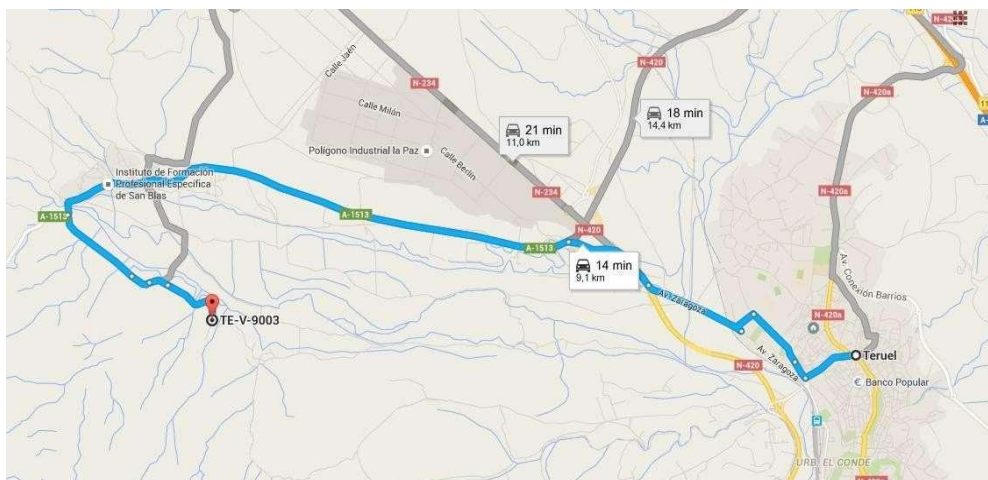 N-420
N-234
N-420a
Calle Jaén
Calle Milán
21 min
11,0 km
18 min
14,4 km
Polígono Industrial la Paz
Calle Berlín
Instituto de Formación
Profesional Específica
de San Blas
N-234
N-420a
A-1513
A-1513
N-420
A-1513
14 min
9,1 km
Av. Conexión Barrios
TE-V-9003
Av. Zaragoza
N-420a
Av. Zaragoza
Teruel
N-420
Banco Popular
URB. EL CONDE